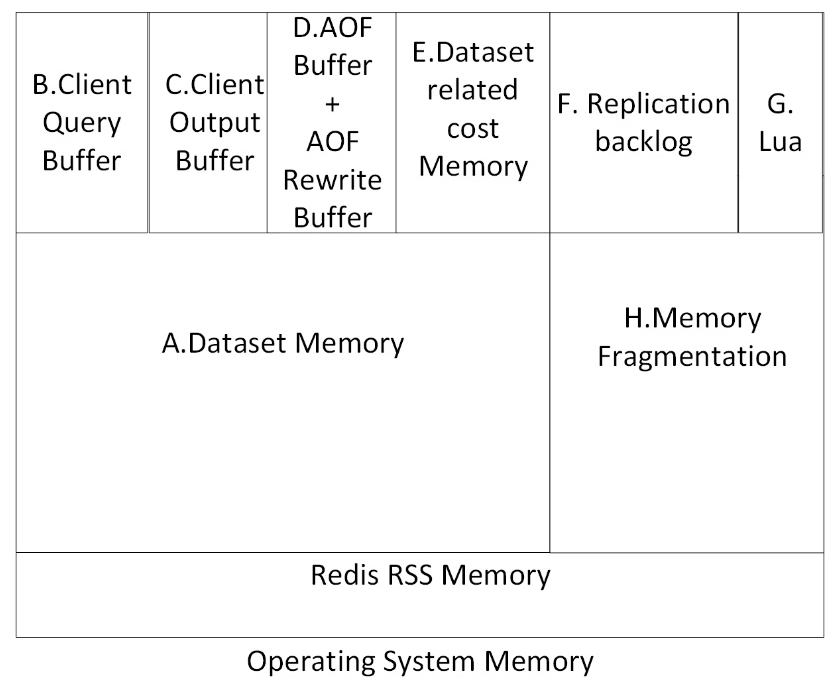 B.Client
Query
Buffer
C.Client
Output
Buffer
D.AOF
Buffer
+
AOF
Rewrite
Buffer
E.Dataset
related
cost
Memory
F. Replication
backlog
G.
Lua
A.Dataset Memory
H.Memory
Fragmentation
Redis RSS Memory
Operating System Memory